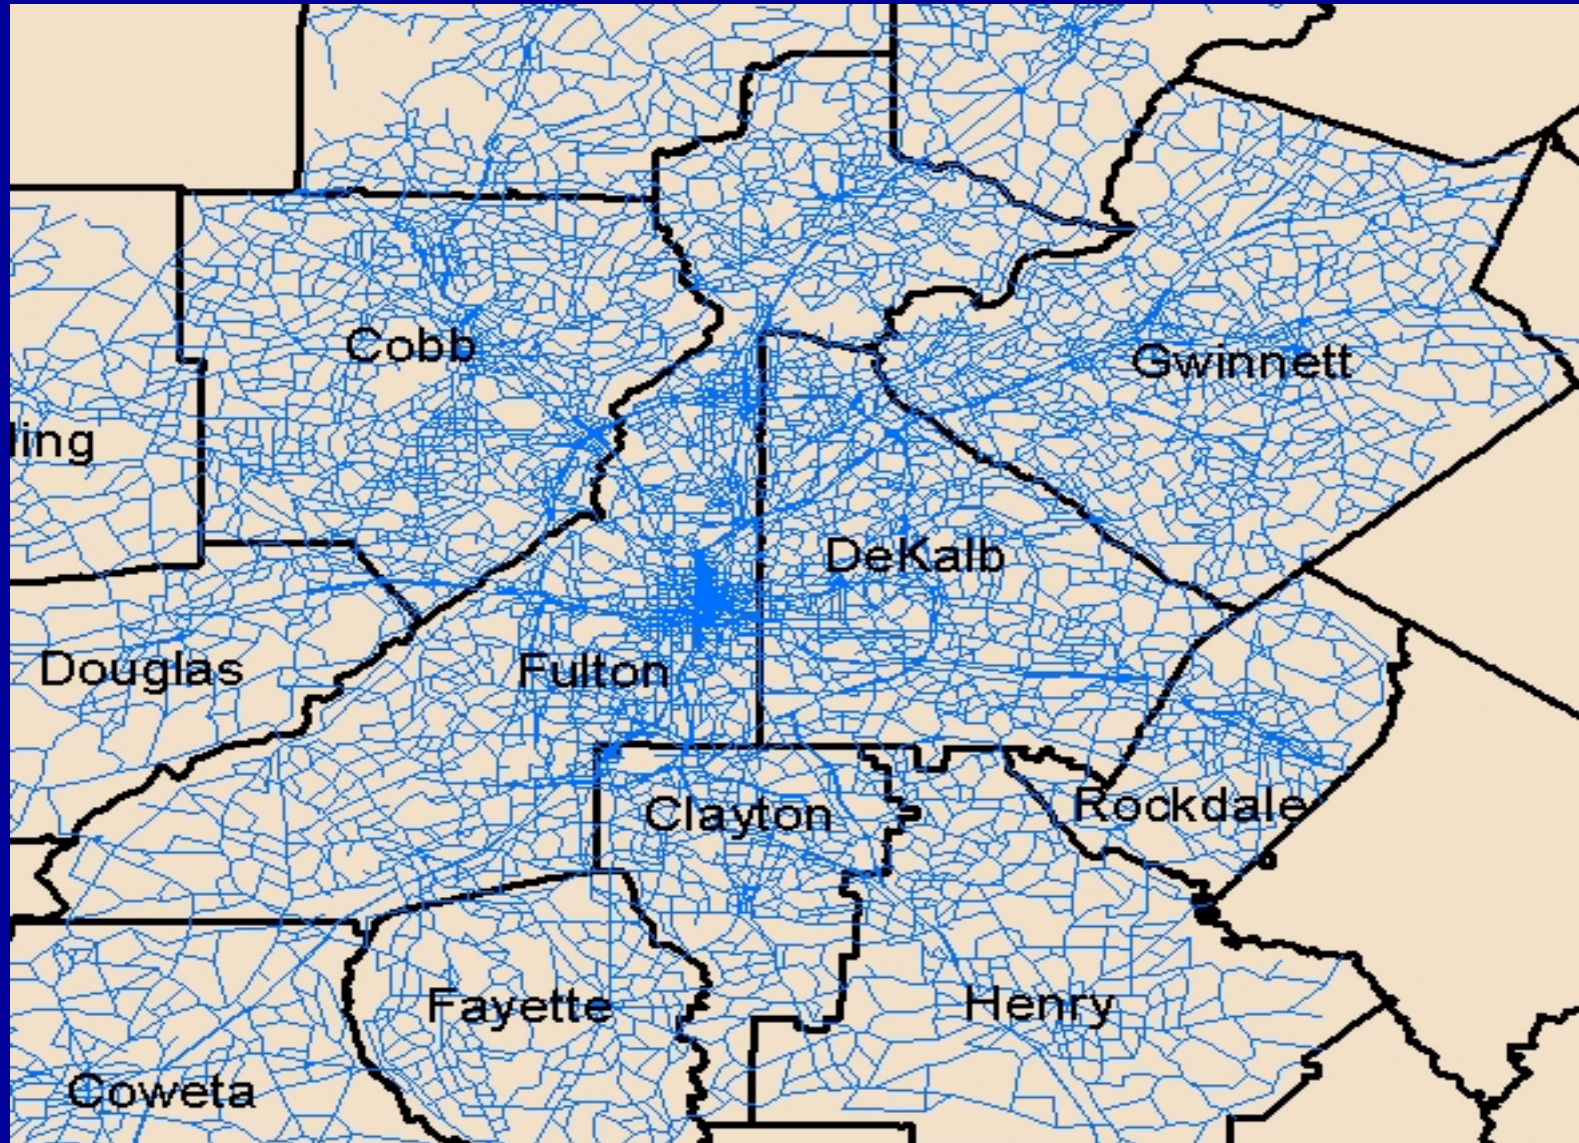 Cobb
Gwinnett
ling
DeKalb
Douglas
Fulton
Clayton
Rockdale
Fayette
Henry
Coweta